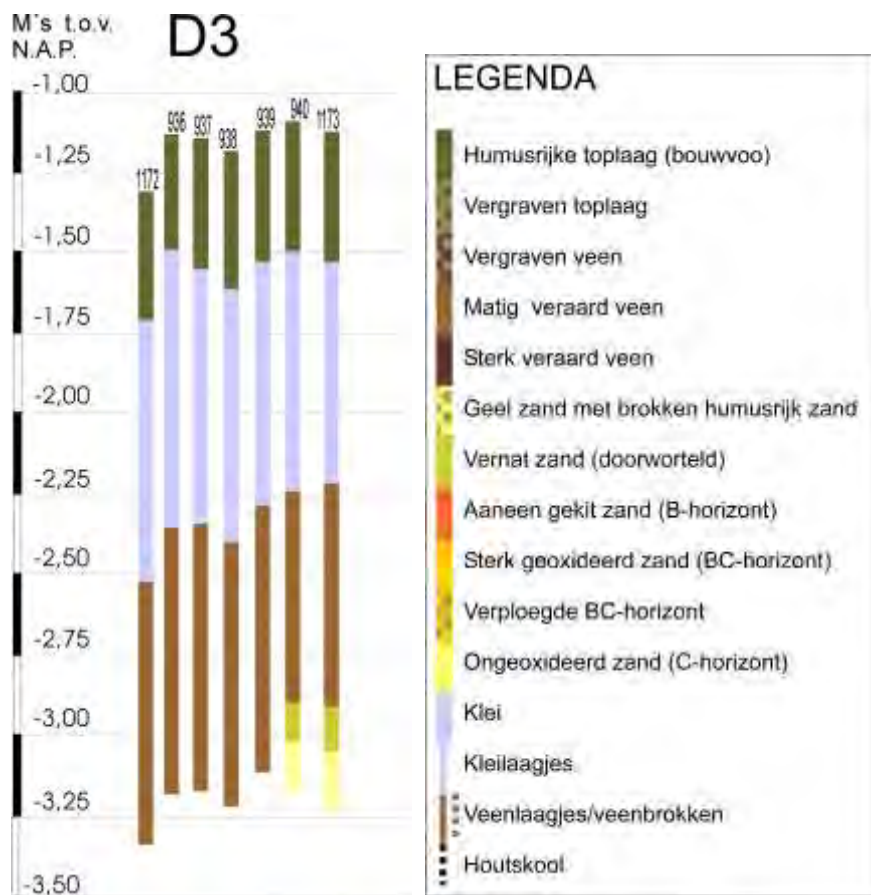 M's t.o.v.
N.A.P.
D3
-1,00
-1,25
-1,50
-1,75
-2,00
-2,25
-2,50
-2,75
-3,00
-3,25
-3,50
1172
936
937
938
939
940
1173
LEGENDA
Humusrijke toplaag (bouwvoo)
Vergraven toplaag
Vergraven veen
Matig veraard veen
Sterk veraard veen
Geel zand met brokken humusrijk zand
Vernat zand (doorworteld)
Aaneen gekit zand (B-horizont)
Sterk geoxideerd zand (BC-horizont)
Verploegde BC-horizont
Ongeoxideerd zand (C-horizont)
Klei
Kleilaagjes
Veenlaagjes/veenbrokken
Houtskool